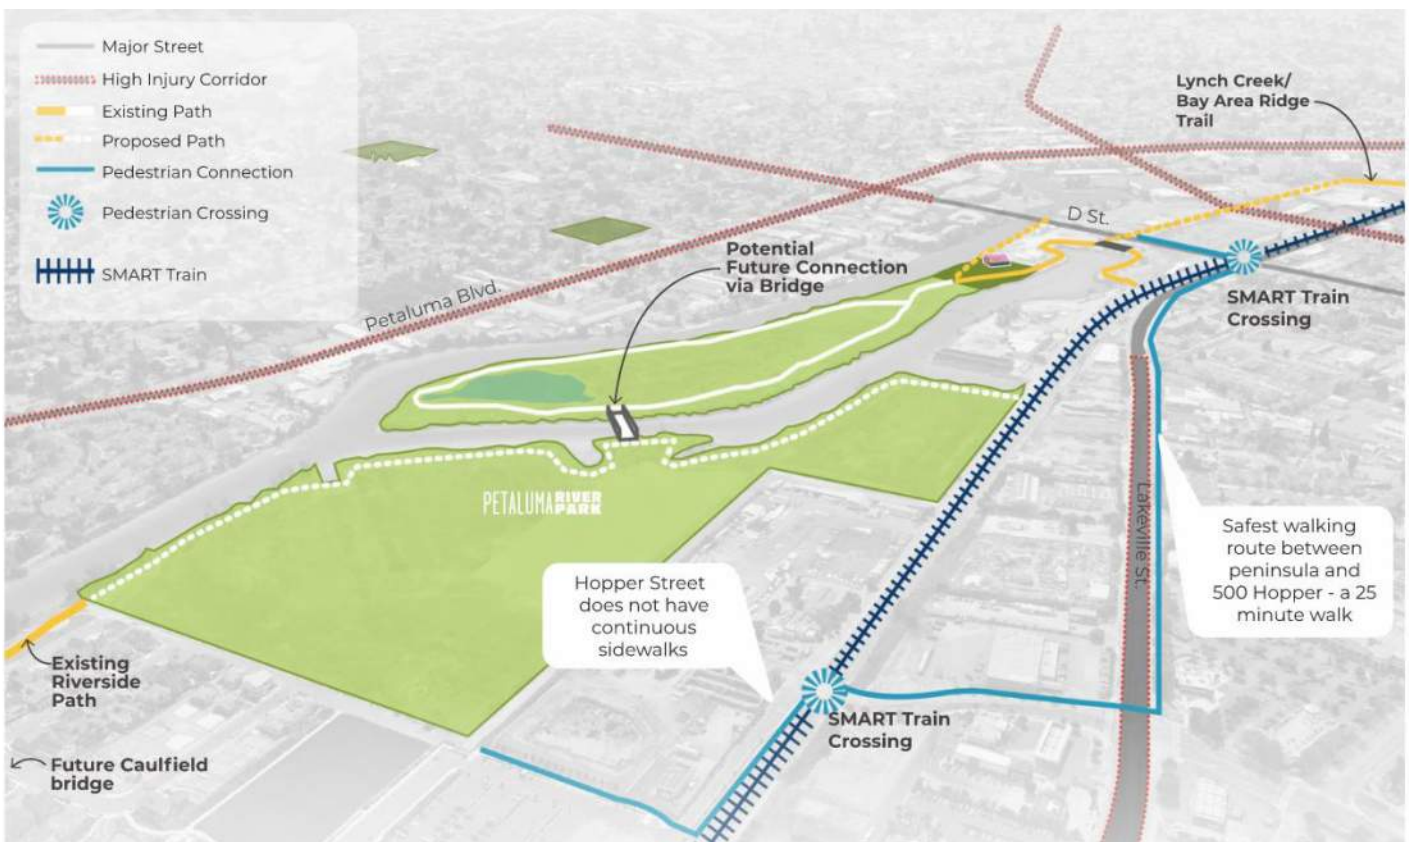 Major Street
High Injury Corridor
Existing Path
Proposed Path
Pedestrian Connection
Pedestrian Crossing
SMART Train
Lynch Creek/
Bay Area Ridge
Trail
D St.
Potential
Future Connection
via Bridge
Petaluma Blvd.
SMART Train
Crossing
PETALUMA RIVER
PARK
Lakeville St.
Safest walking
route between
peninsula and
500 Hopper - a 25
minute walk
Hopper Street
does not have
continuous
sidewalks
Existing
Riverside
Path
SMART Train
Crossing
Future Caulfield
bridge